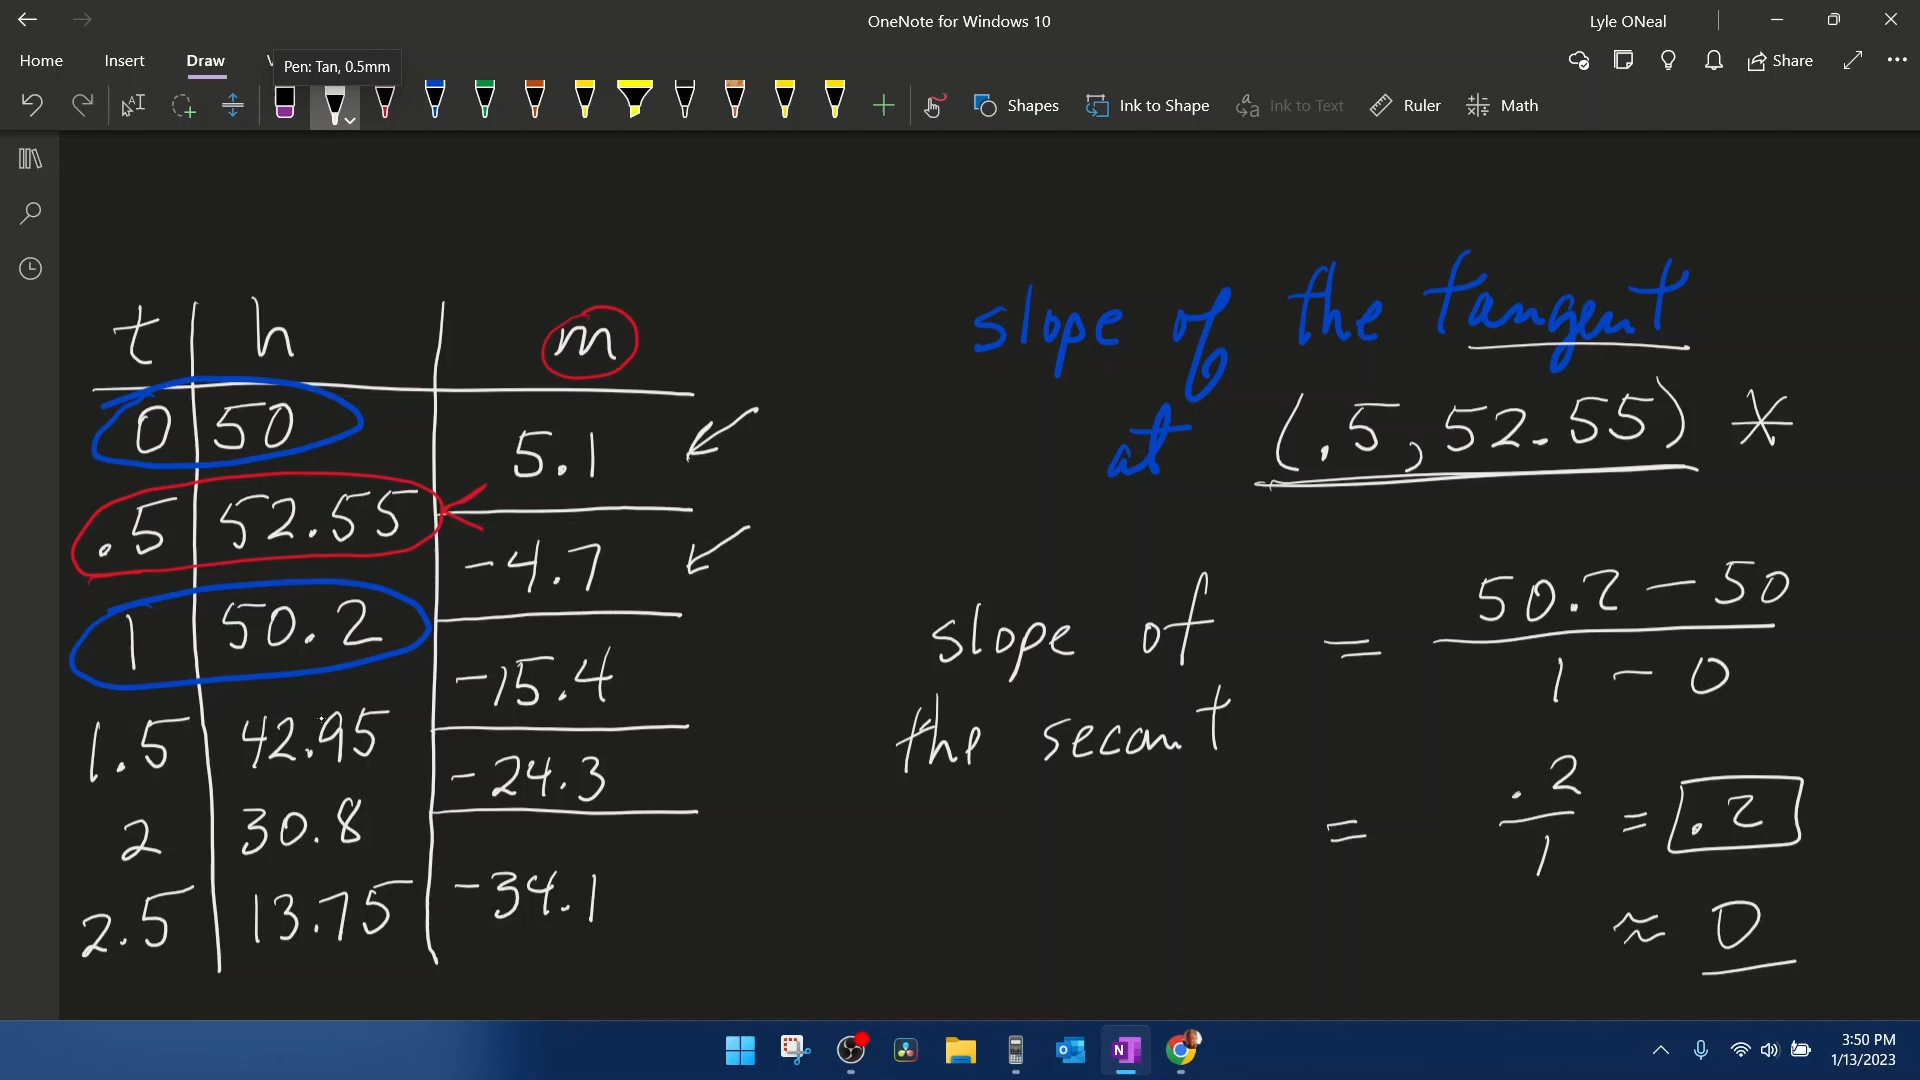 OneNote for Windows 10
Lyle ONeal
Home Insert Draw V
Pen: Tan, 0.5mm
Share
Shapes Ink to Shape Ink to Text Ruler Math
t h m
0 50
5.1
.5 52.55
-4.7
1 50.2
-15.4
1.5 42.95
-24.3
2 30.8
2.5 13.75
-34.1
slope of the tangent
at (.5, 52.55) *
slope of = 50.2 - 50
the secant 1 - 0
= .2 = .2
1
≈ 0
3:50 PM
1/13/2023